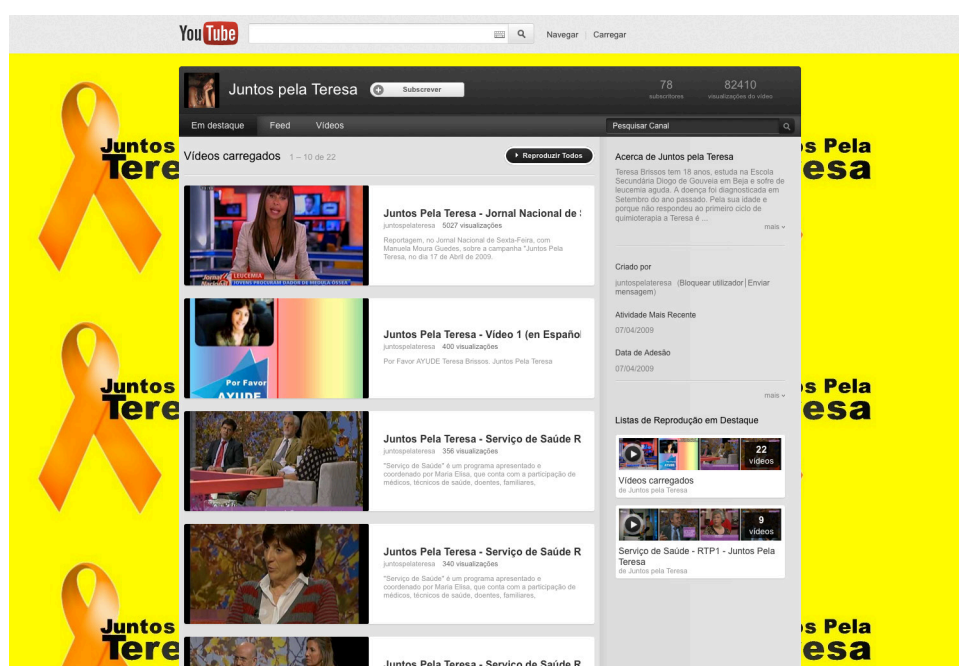 YouTube
Navegar Carregar
Juntos pela Teresa
Subscrever
78
subscritores
82410
visualizações do vídeo
Em destaque Feed Vídeos
Pesquisar Canal
Vídeos carregados 1 – 10 de 22
Reproduzir Todos
Juntos Pela Teresa - Jornal Nacional de
juntospelateresa 5027 visualizações
Reportagem, no Jornal Nacional de Sexta-Feira, com
Manuela Moura Guedes, sobre a campanha "Juntos Pela
Teresa, no dia 17 de Abril de 2009.
Jornal Nacional
LEUCEMIA
JOVENS PROCURAM DADOR DE MEDULA ÓSSEA
Juntos Pela Teresa - Vídeo 1 (en Españo
juntospelateresa 400 visualizações
Por Favor AYUDE Teresa Brissos. Juntos Pela Teresa
Por Favor
AYUDE
Juntos Pela Teresa - Serviço de Saúde R
juntospelateresa 356 visualizações
"Serviço de Saúde" é um programa apresentado e
coordenado por Maria Elisa, que conta com a participação de
médicos, técnicos de saúde, doentes, familiares,
Juntos Pela Teresa - Serviço de Saúde R
juntospelateresa 340 visualizações
"Serviço de Saúde" é um programa apresentado e
coordenado por Maria Elisa, que conta com a participação de
médicos, técnicos de saúde, doentes, familiares,
Juntos Pela Teresa - Serviço de Saúde R
Acerca de Juntos pela Teresa
Teresa Brissos tem 18 anos, estuda na Escola
Secundária Diogo de Gouveia em Beja e sofre de
leucemia aguda. A doença foi diagnosticada em
Setembro do ano passado. Pela sua idade e
porque não respondeu ao primeiro ciclo de
quimioterapia a Teresa é ...
mais
Criado por
juntospelateresa (Bloquear utilizador | Enviar
mensagem)
Atividade Mais Recente
07/04/2009
Data de Adesão
07/04/2009
mais
Listas de Reprodução em Destaque
22
vídeos
Vídeos carregados
de Juntos pela Teresa
9
vídeos
Serviço de Saúde - RTP1 - Juntos Pela
Teresa
de Juntos pela Teresa
Juntos
Tere
s Pela
esa
Juntos
Tere
s Pela
esa
Juntos
Tere
s Pela
esa